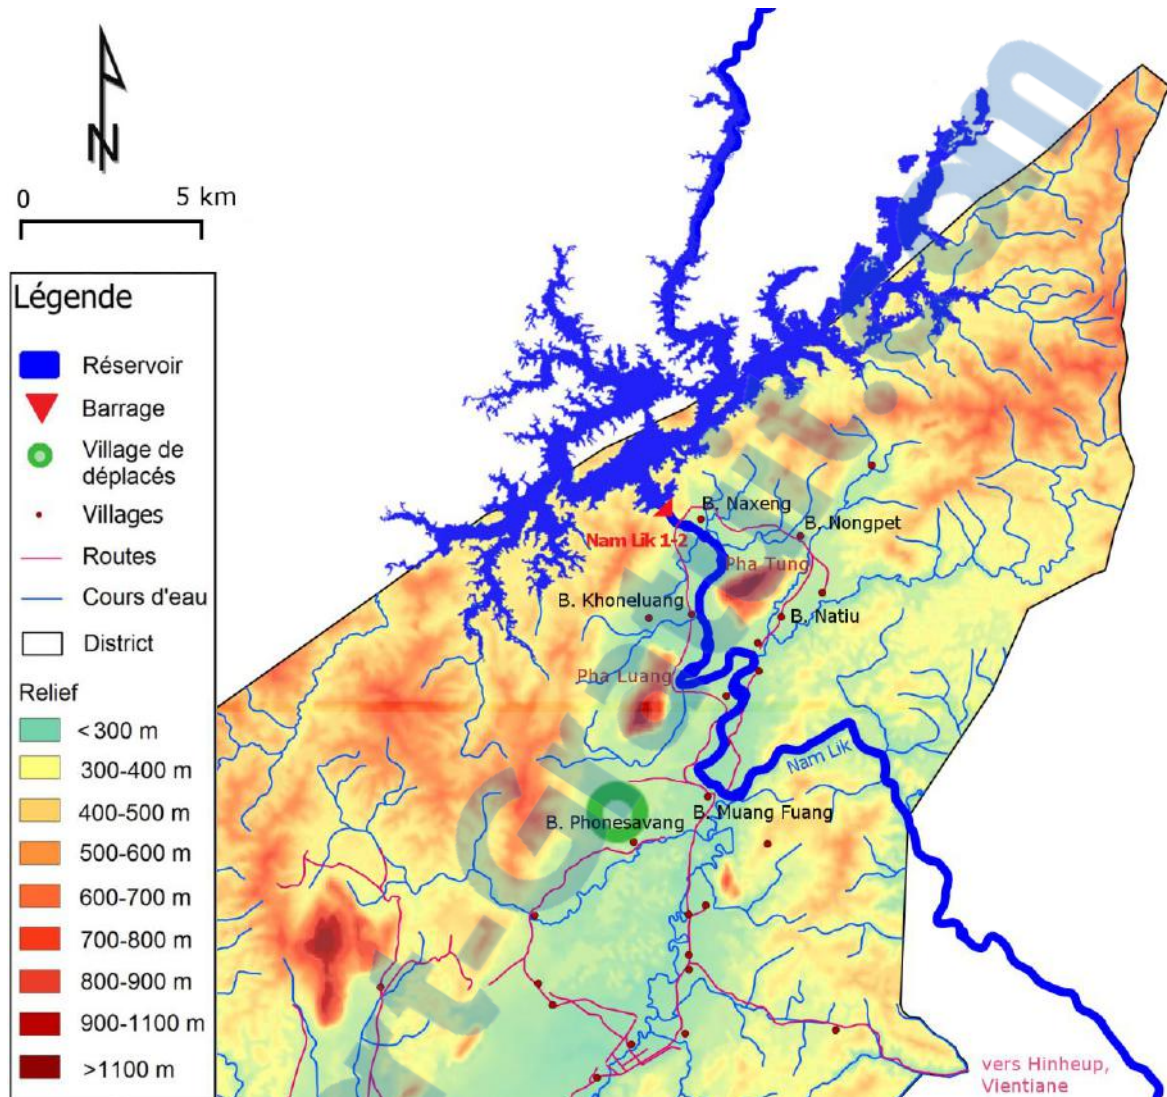 N
0 5 km
Légende
Réservoir
Barrage
Village de
déplacés
Villages
Routes
Cours d'eau
District
Relief
< 300 m
300-400 m
400-500 m
500-600 m
600-700 m
700-800 m
800-900 m
900-1100 m
>1100 m
B. Naxeng
B. Nongpet
Nam Lik 1-2
Pha Tung
B. Khoneluang
B. Natiu
Pha Luang
Nam Lik
B. Phonesavang
B. Muang Fuang
vers Hinheup,
Vientiane